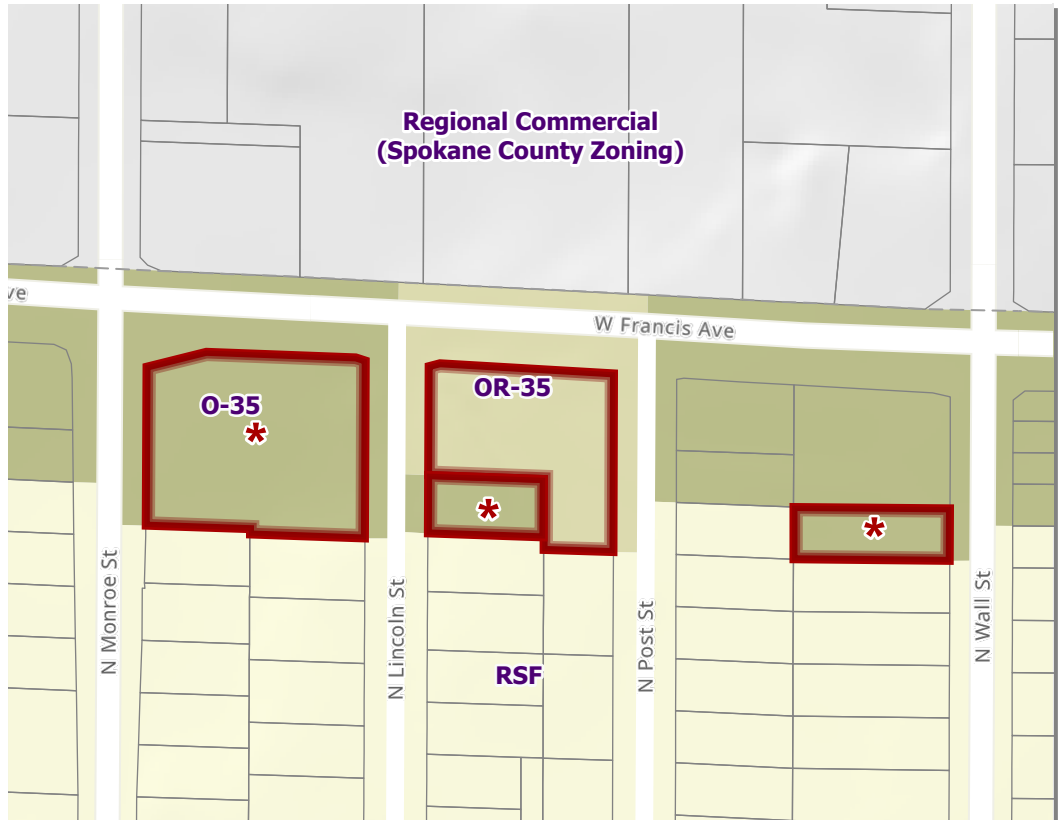 Regional Commercial
(Spokane County Zoning)
ve
W Francis Ave
O-35
*
OR-35
*
*
N Monroe St
N Lincoln St
N Post St
N Wall St
RSF